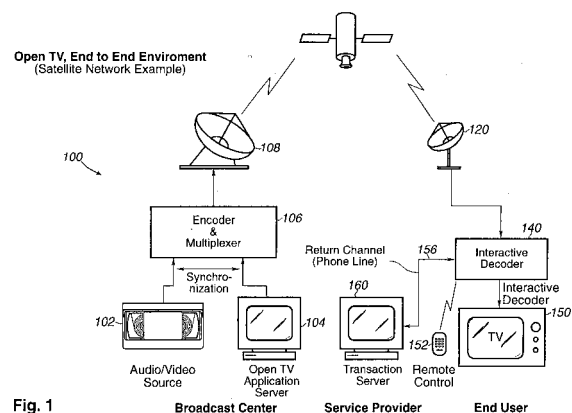 Open TV, End to End Enviroment
(Satellite Network Example)
120
108
100
Encoder
&
Multiplexer
106
140
Return Channel
(Phone Line)
156
Interactive
Decoder
Synchro-
nization
Interactive
Decoder
102
104
160
150
152
TV
Audio/Video
Source
Open TV
Application
Server
Transaction
Server
Remote
Control
Fig. 1
Broadcast Center
Service Provider
End User